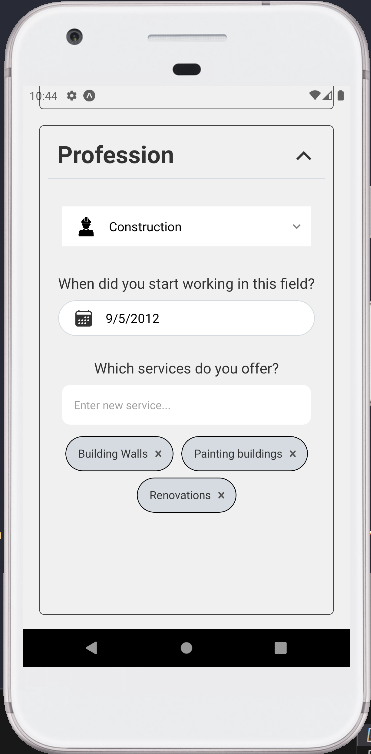 10:44
Profession
Construction
When did you start working in this field?
9/5/2012
Which services do you offer?
Enter new service...
Building Walls × Painting buildings ×
Renovations ×